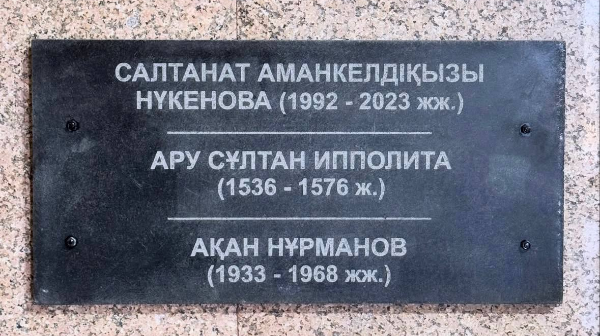 САЛТАНАТ АМАНКЕЛДІҚЫЗЫ
НҮКЕНОВА (1992 - 2023 жж.)
АРУ СҰЛТАН ИППОЛИТА
(1536 - 1576 ж.)
АҚАН НҰРМАНОВ
(1933 - 1968 жж.)